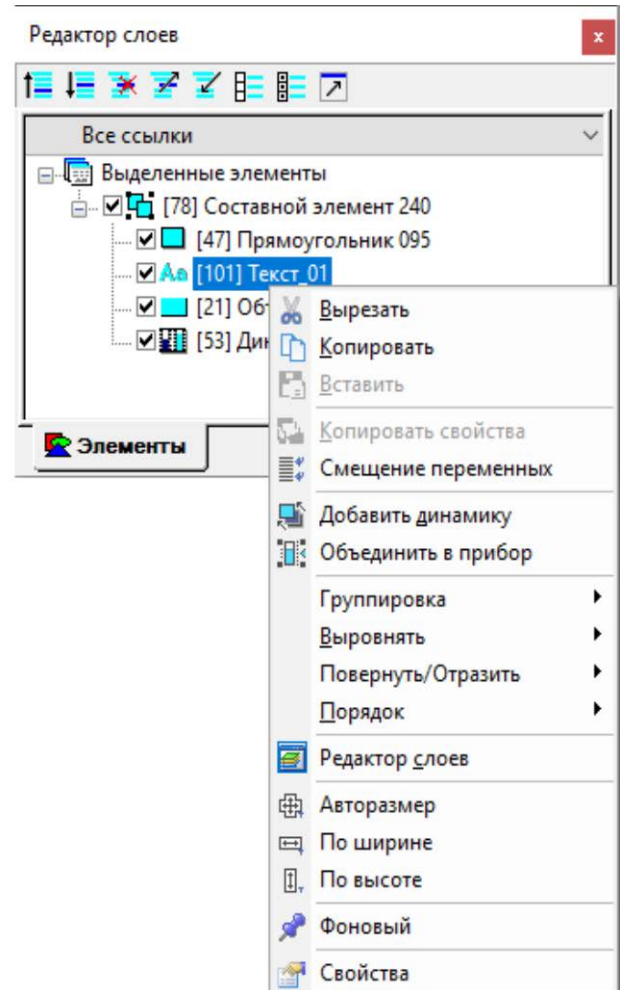 Редактор слоев
x
Все ссылки
Выделенные элементы
[78] Составной элемент 240
[47] Прямоугольник 095
Aa [101] Текст_01
[21]
[53]
Элементы
Вырезать
Копировать
Вставить
Копировать свойства
Смещение переменных
Добавить динамику
Объединить в прибор
Группировка
Выровнять
Повернуть/Отразить
Порядок
Редактор слоев
Авторазмер
По ширине
По высоте
Фоновый
Свойства